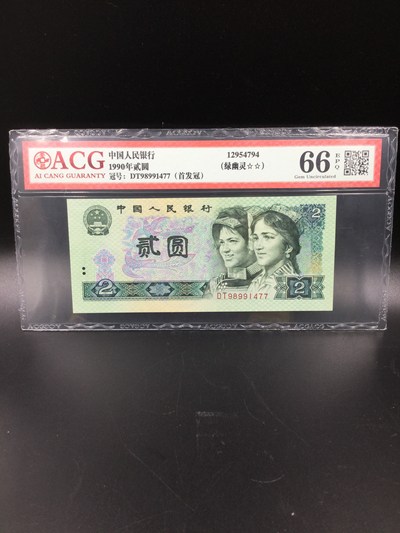 ACG
AI CANG GUARANTY
中国人民银行
1990年贰圆
冠号：DT98991477（首发冠）
12954794
（绿幽灵☆☆）
66 EPQ
Gem Uncirculated
中国人民银行
贰圆
2
2
2
DT98991477